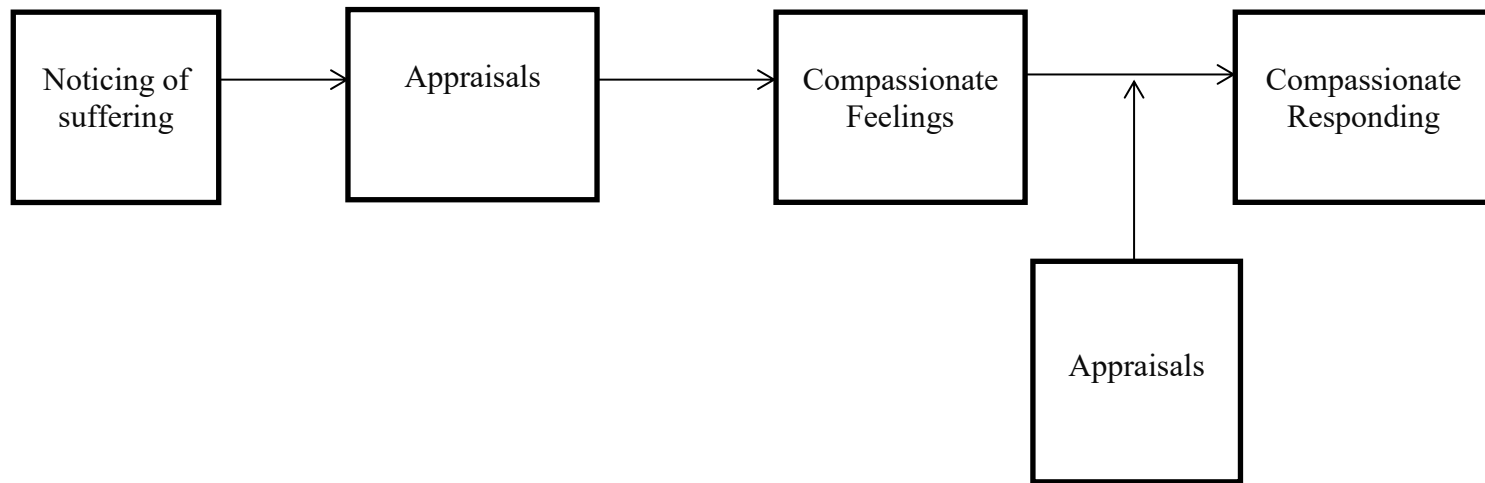 Noticing of
suffering
Appraisals
Compassionate
Feelings
Compassionate
Responding
Appraisals